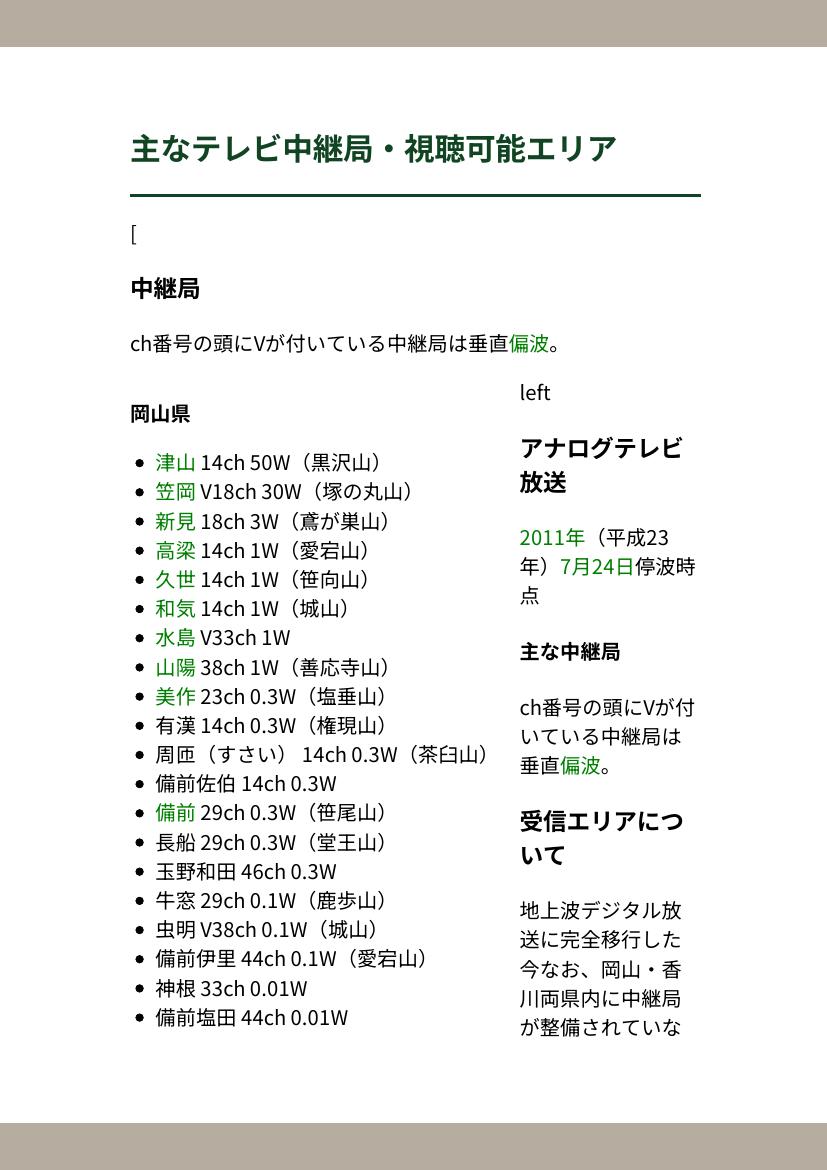 主なテレビ中継局・視聴可能エリア
[
中継局
ch番号の頭にVが付いている中継局は垂直偏波。
岡山県
津山 14ch 50W（黒沢山）
笠岡 V18ch 30W（塚の丸山）
新見 18ch 3W（鳶が巣山）
高梁 14ch 1W（愛宕山）
久世 14ch 1W（笹向山）
和気 14ch 1W（城山）
水島 V33ch 1W
山陽 38ch 1W（善応寺山）
美作 23ch 0.3W（塩垂山）
有漢 14ch 0.3W（権現山）
周匝（すさい） 14ch 0.3W（茶臼山）
備前佐伯 14ch 0.3W
備前 29ch 0.3W（笹尾山）
長船 29ch 0.3W（堂王山）
玉野和田 46ch 0.3W
牛窓 29ch 0.1W（鹿歩山）
虫明 V38ch 0.1W（城山）
備前伊里 44ch 0.1W（愛宕山）
神根 33ch 0.01W
備前塩田 44ch 0.01W
left
アナログテレビ
放送
2011年（平成23
年）7月24日停波時
点
主な中継局
ch番号の頭にVが付
いている中継局は
垂直偏波。
受信エリアにつ
いて
地上波デジタル放
送に完全移行した
今なお、岡山・香
川両県内に中継局
が整備されていな